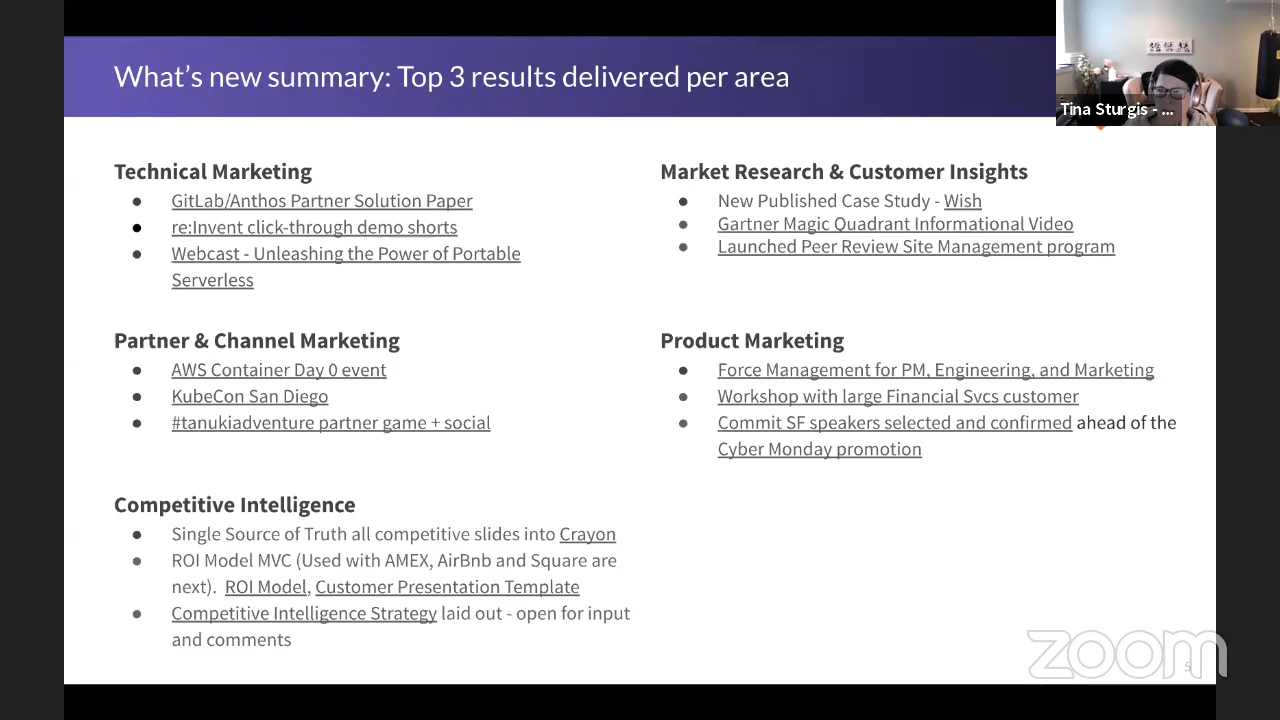 What's new summary: Top 3 results delivered per area
Tina Sturgis - ...
Technical Marketing
● GitLab/Anthos Partner Solution Paper
● re:Invent click-through demo shorts
● Webcast - Unleashing the Power of Portable
Serverless
Market Research & Customer Insights
● New Published Case Study - Wish
● Gartner Magic Quadrant Informational Video
● Launched Peer Review Site Management program
Partner & Channel Marketing
● AWS Container Day 0 event
● KubeCon San Diego
● #tanukiadventure partner game + social
Product Marketing
● Force Management for PM, Engineering, and Marketing
● Workshop with large Financial Svcs customer
● Commit SF speakers selected and confirmed ahead of the
Cyber Monday promotion
Competitive Intelligence
● Single Source of Truth all competitive slides into Crayon
● ROI Model MVC (Used with AMEX, AirBnb and Square are
next). ROI Model, Customer Presentation Template
● Competitive Intelligence Strategy laid out - open for input
and comments
zoom
5